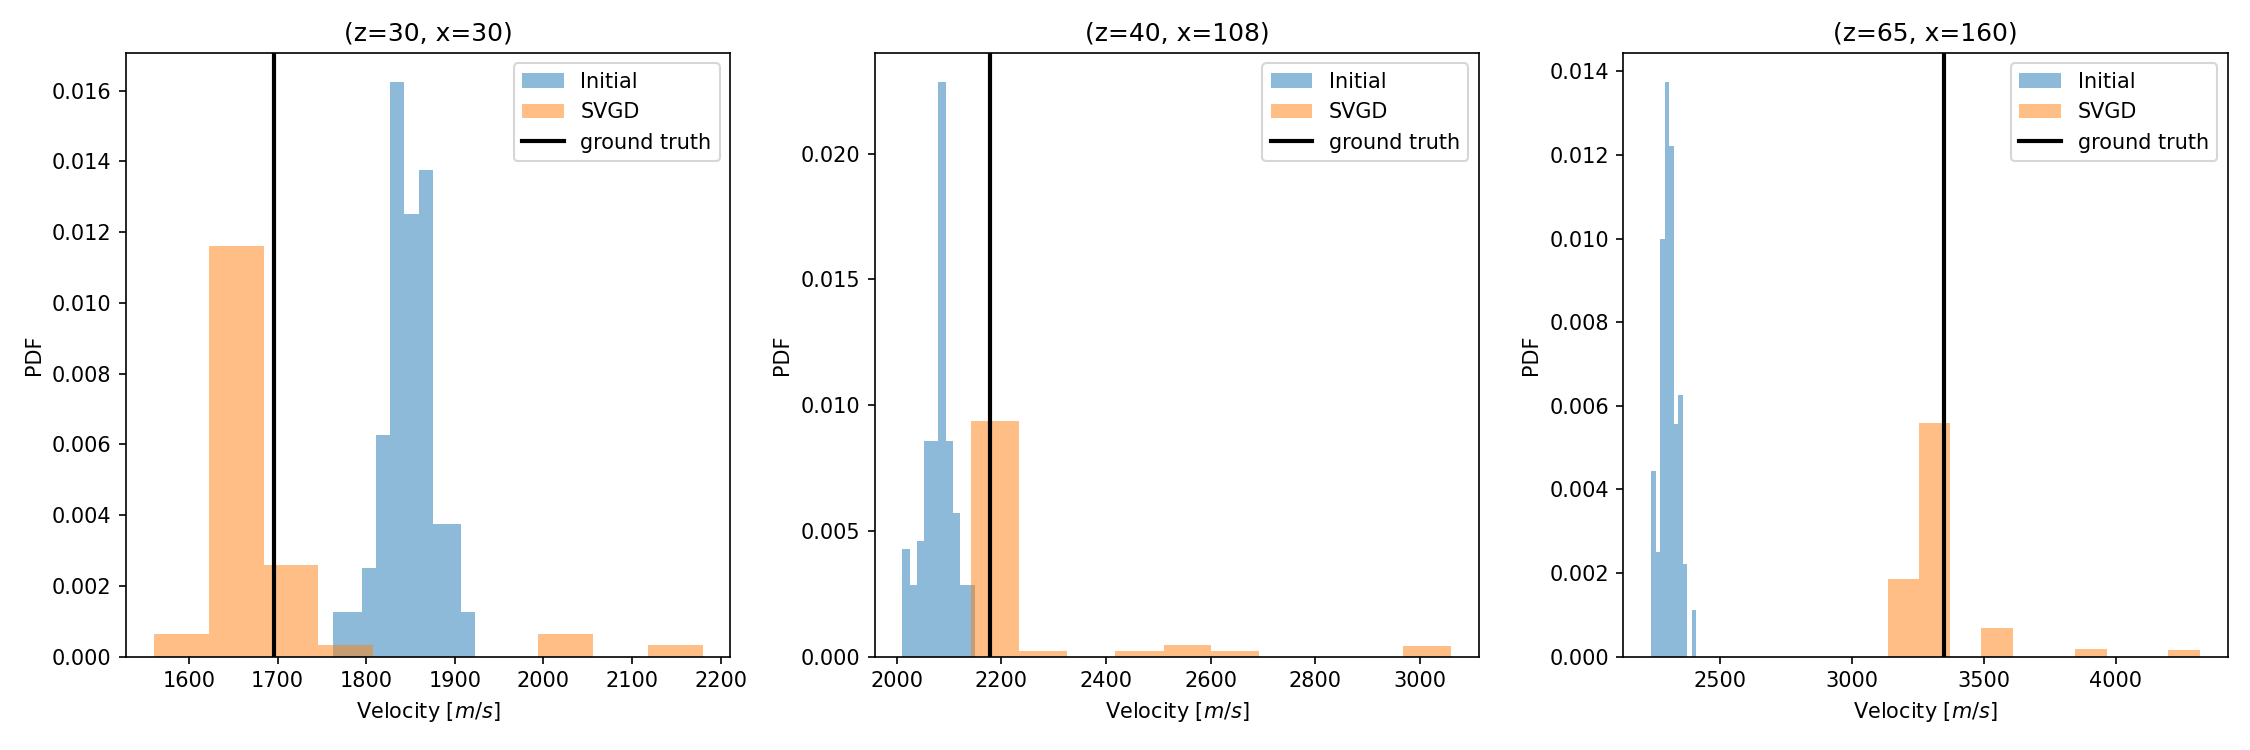 (z=30, x=30)
Initial
SVGD
ground truth
PDF
0.016
0.014
0.012
0.010
0.008
0.006
0.004
0.002
0.000
1600 1700 1800 1900 2000 2100 2200
Velocity [m/s]
(z=40, x=108)
Initial
SVGD
ground truth
PDF
0.020
0.015
0.010
0.005
0.000
2000 2200 2400 2600 2800 3000
Velocity [m/s]
(z=65, x=160)
Initial
SVGD
ground truth
PDF
0.014
0.012
0.010
0.008
0.006
0.004
0.002
0.000
2500 3000 3500 4000
Velocity [m/s]